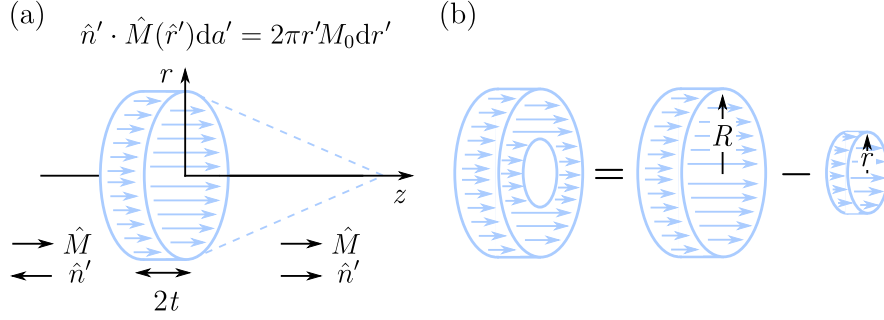 (a)
n̂′ · M̂(r̂′)da′ = 2πr′M₀dr′
r
z
M̂
n̂′
M̂
n̂′
2t
(b)
=
R
−
r